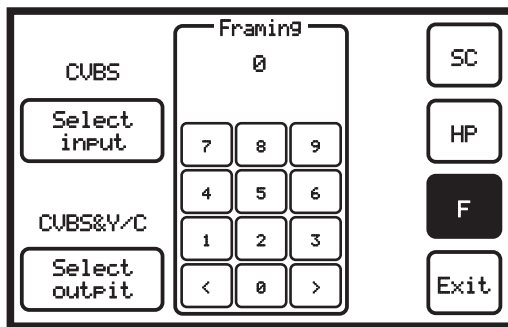 Framing
0
CVBS
Select
input
CVBS&Y/C
Select
outpit
7 8 9
4 5 6
1 2 3
< 0 >
SC
HP
F
Exit